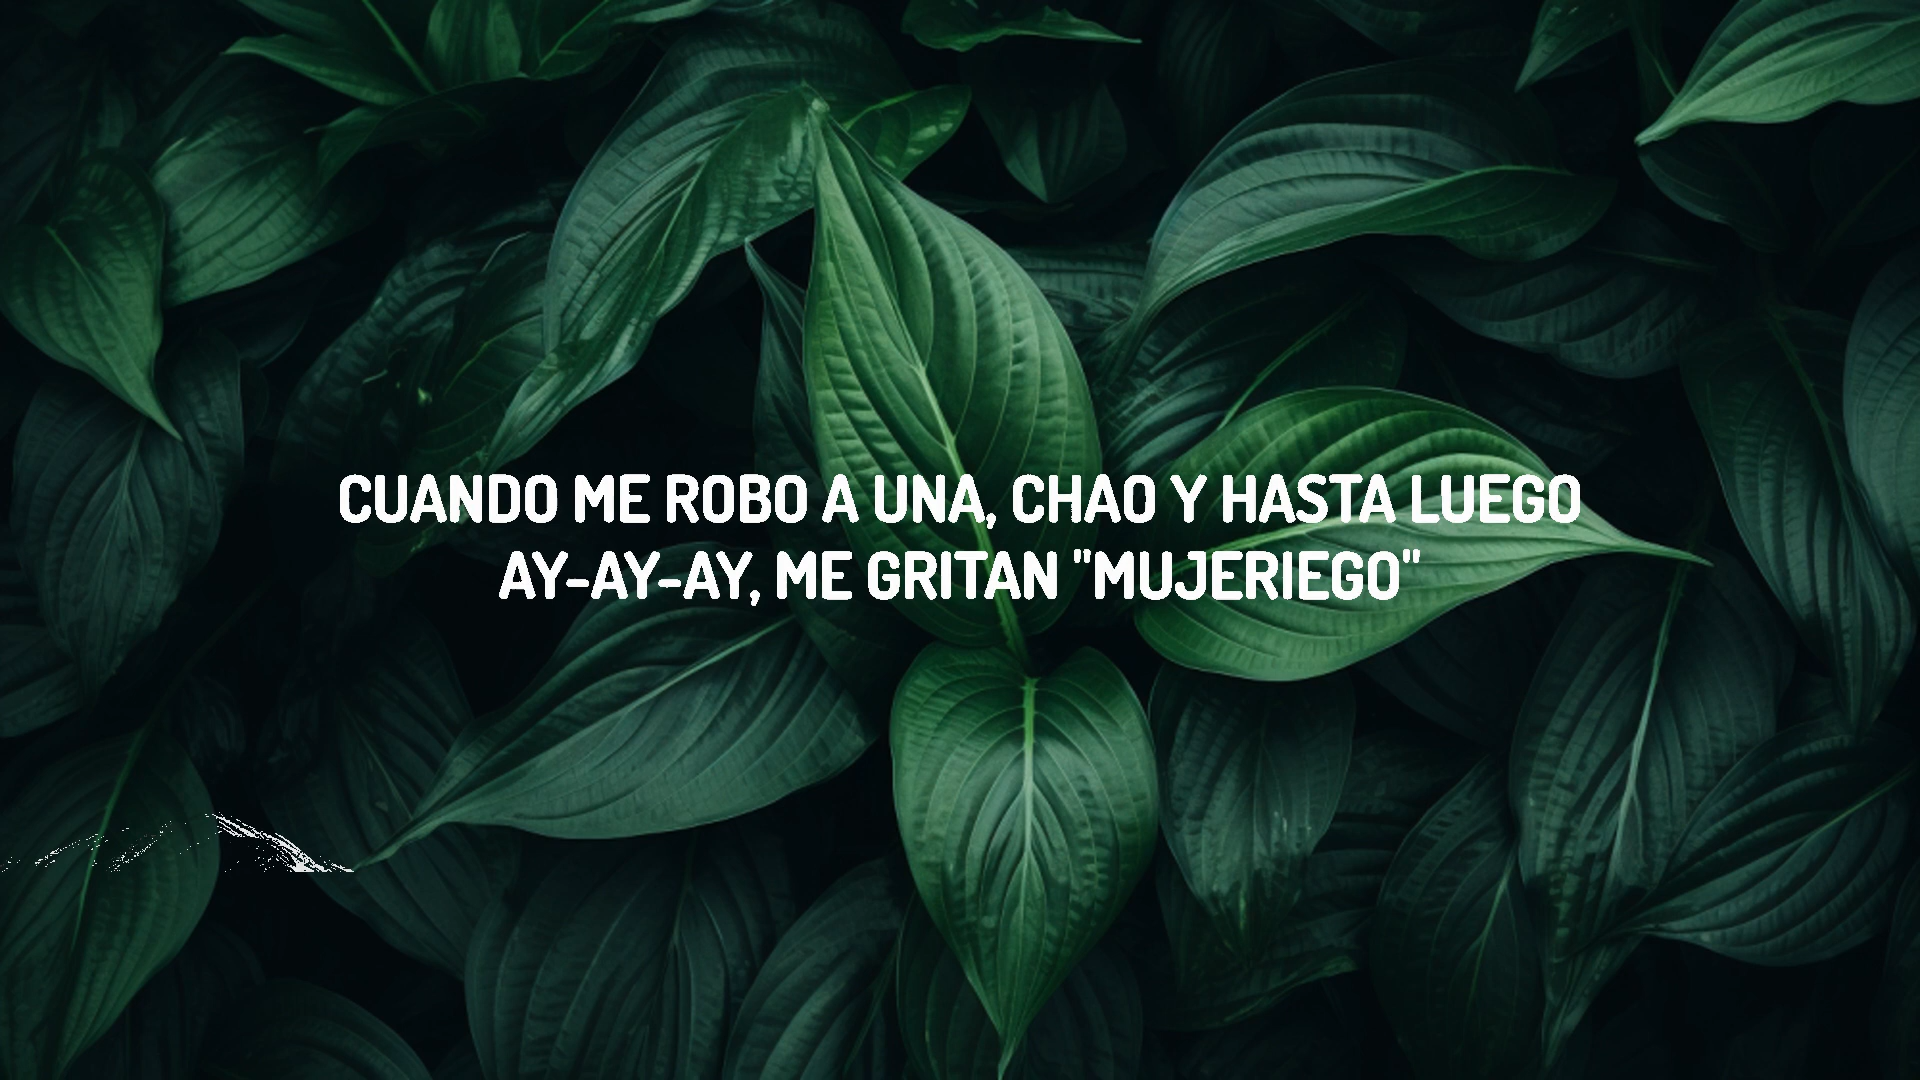 CUANDO ME ROBO A UNA, CHAO Y HASTA LUEGO
AY-AY-AY, ME GRITAN "MUJERIEGO"